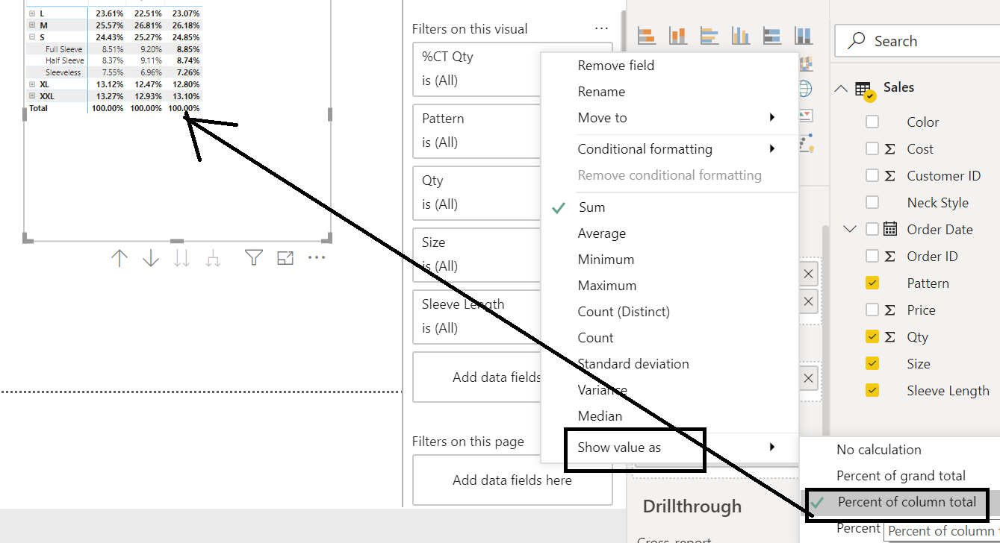 L 23.61% 22.51% 23.07%
M 25.57% 26.81% 26.18%
S 24.43% 25.27% 24.85%
Full Sleeve 8.51% 9.20% 8.85%
Half Sleeve 8.37% 9.11% 8.74%
Sleeveless 7.55% 6.96% 7.26%
XL 13.12% 12.47% 12.80%
XXL 13.27% 12.93% 13.10%
Total 100.00% 100.00% 100.00%
Filters on this visual
%CT Qty
is (All)
Pattern
is (All)
Qty
is (All)
Size
is (All)
Sleeve Length
is (All)
Add data fields
Filters on this page
Add data fields here
Remove field
Rename
Move to
Conditional formatting
Remove conditional formatting
Sum
Average
Minimum
Maximum
Count (Distinct)
Count
Standard deviation
Variance
Median
Show value as
No calculation
Percent of grand total
Percent of column total
Percent
Percent of column
Drillthrough
Cross-report
Search
Sales
Color
Σ Cost
Σ Customer ID
Neck Style
Order Date
Σ Order ID
Pattern
Σ Price
Σ Qty
Size
Sleeve Length